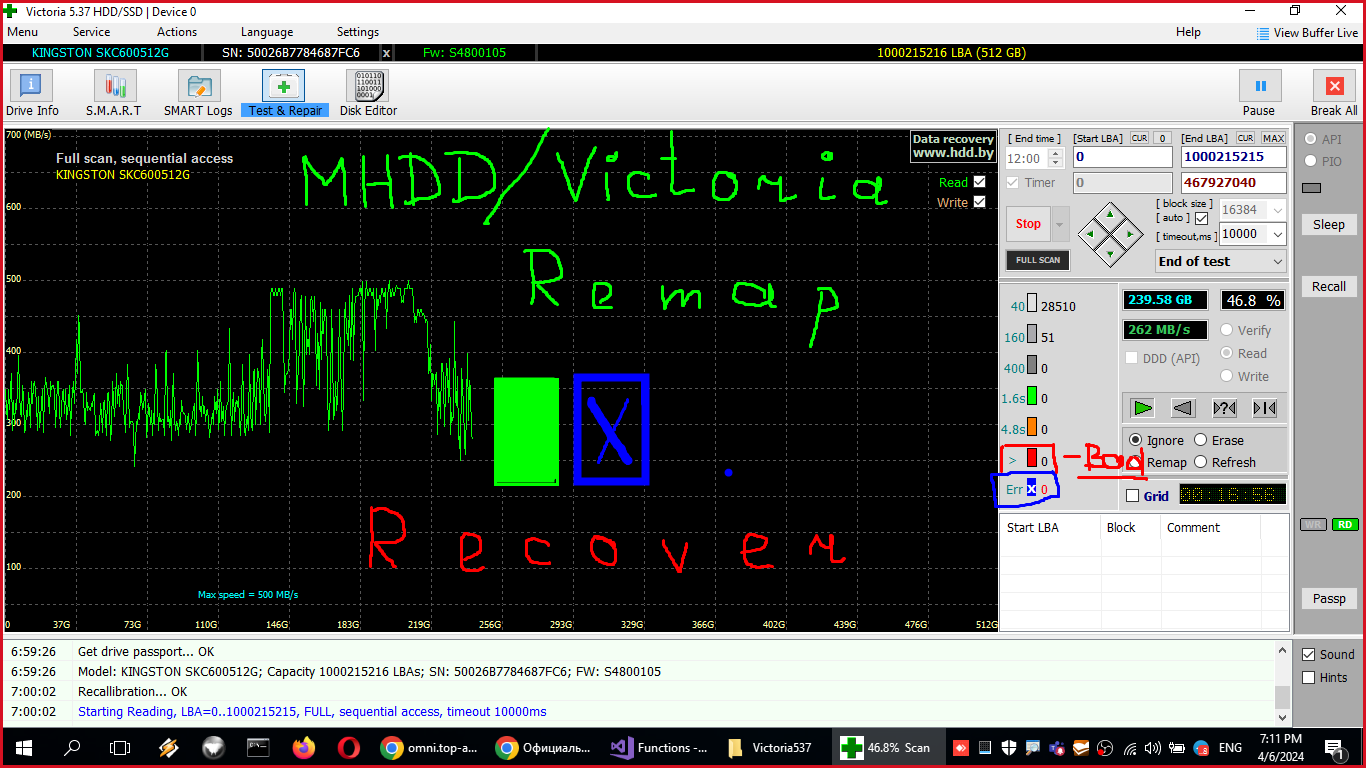 Victoria 5.37 HDD/SSD | Device 0
Menu Service Actions Language Settings Help View Buffer Live
KINGSTON SKC600512G SN: 50026B7784687FC6 x Fw: S4800105 1000215216 LBA (512 GB)
Drive Info S.M.A.R.T SMART Logs Test & Repair Disk Editor Pause Break All
700 (MB/s)
Full scan, sequential access
KINGSTON SKC600512G
Data recovery
www.hdd.by
MHDD/Victoria
Read
Write
600
Remap
500
400
300
X
200
Recover
100
Max speed = 500 MB/s
0 37G 73G 110G 146G 183G 219G 256G 293G 329G 366G 402G 439G 476G 512G
[ End time ] [Start LBA] CUR 0 [End LBA] CUR MAX
12:00 0 1000215215
Timer 0 467927040
[ block size ] 16384
[ auto ]
Stop [ timeout,ms ] 10000
FULL SCAN End of test
40 28510
160 51
400 0
1.6s 0
4.8s 0
> 0 - Bad
Err x 0
239.58 GB 46.8 %
262 MB/s Verify
DDD (API) Read
Write
Ignore Erase
Remap Refresh
Grid 00:16:56
Start LBA Block Comment
API
PIO
Sleep
Recall
WR RD
Passp
6:59:26 Get drive passport... OK
6:59:26 Model: KINGSTON SKC600512G; Capacity 1000215216 LBAs; SN: 50026B7784687FC6; FW: S4800105
7:00:02 Recallibration... OK
7:00:02 Starting Reading, LBA=0..1000215215, FULL, sequential access, timeout 10000ms
Sound
Hints
omni.top-a... Официаль... Functions -... Victoria537 46.8% Scan ENG 7:11 PM
4/6/2024 1